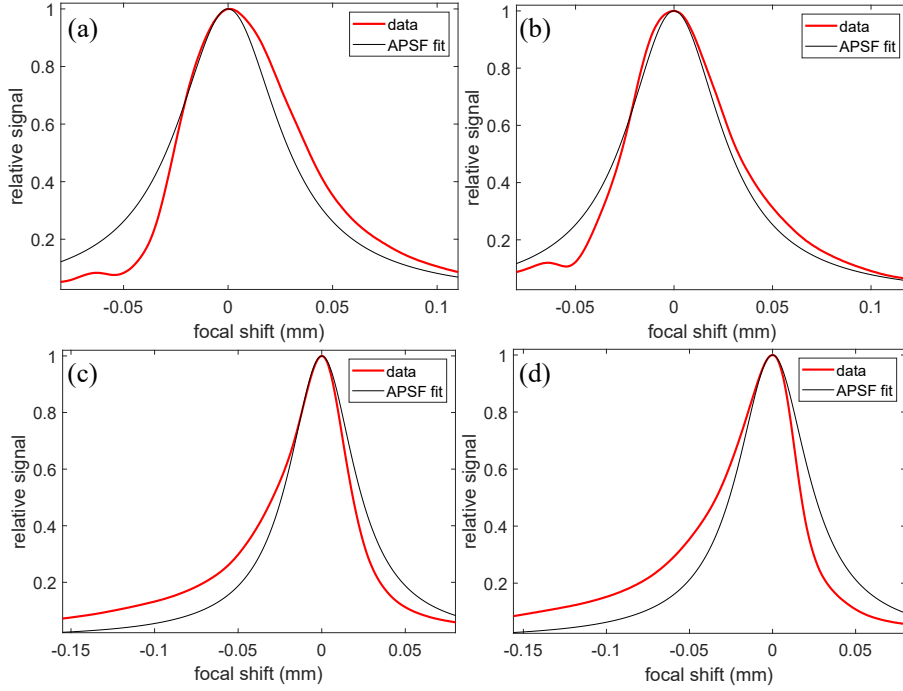 (a)
data
APSF fit
relative signal
1
0.8
0.6
0.4
0.2
-0.05
0
0.05
0.1
focal shift (mm)
(b)
data
APSF fit
relative signal
1
0.8
0.6
0.4
0.2
-0.05
0
0.05
0.1
focal shift (mm)
(c)
data
APSF fit
relative signal
1
0.8
0.6
0.4
0.2
-0.15
-0.1
-0.05
0
0.05
focal shift (mm)
(d)
data
APSF fit
relative signal
1
0.8
0.6
0.4
0.2
-0.15
-0.1
-0.05
0
0.05
focal shift (mm)